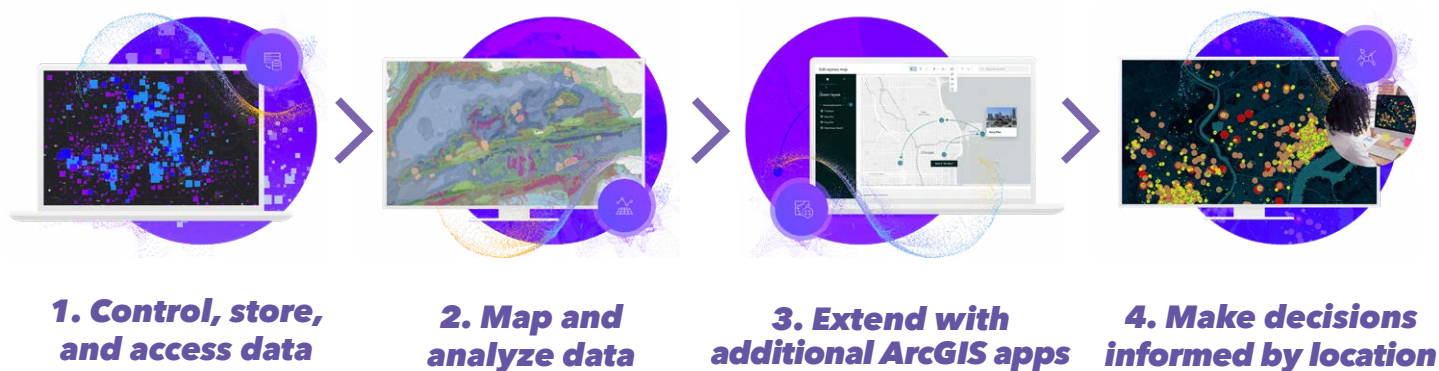 1. Control, store,
and access data
2. Map and
analyze data
3. Extend with
additional ArcGIS apps
4. Make decisions
informed by location